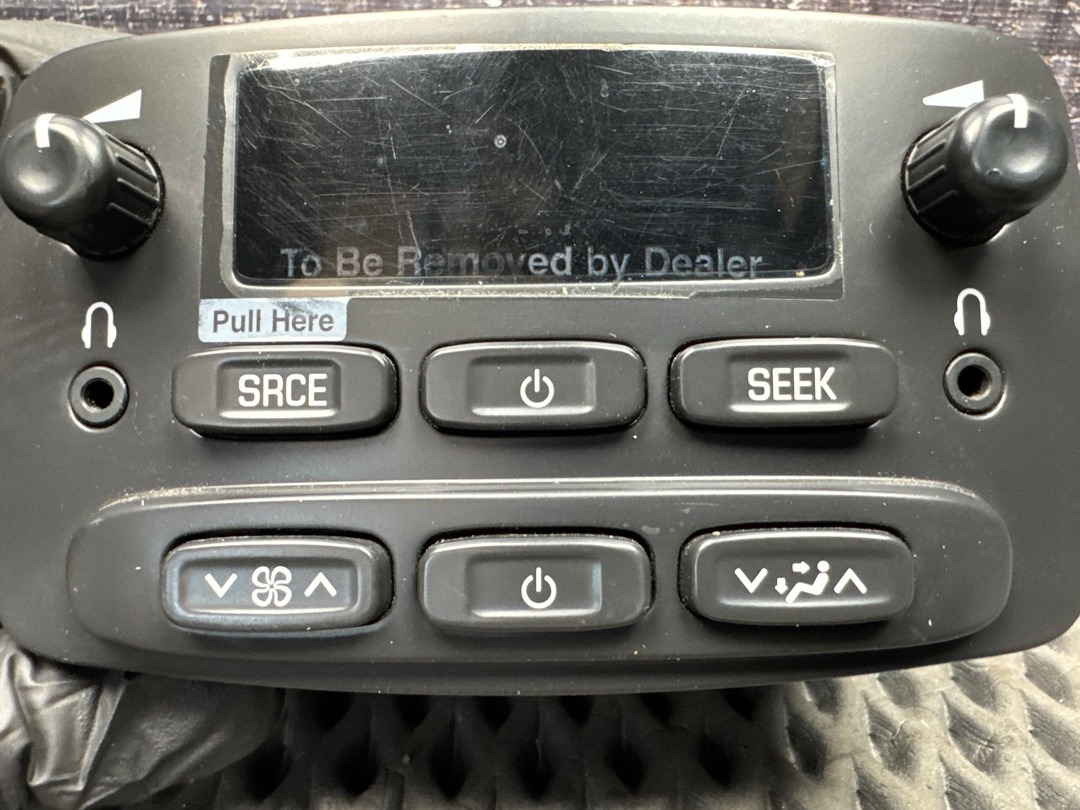 To Be Removed by Dealer
Pull Here
SRCE
SEEK